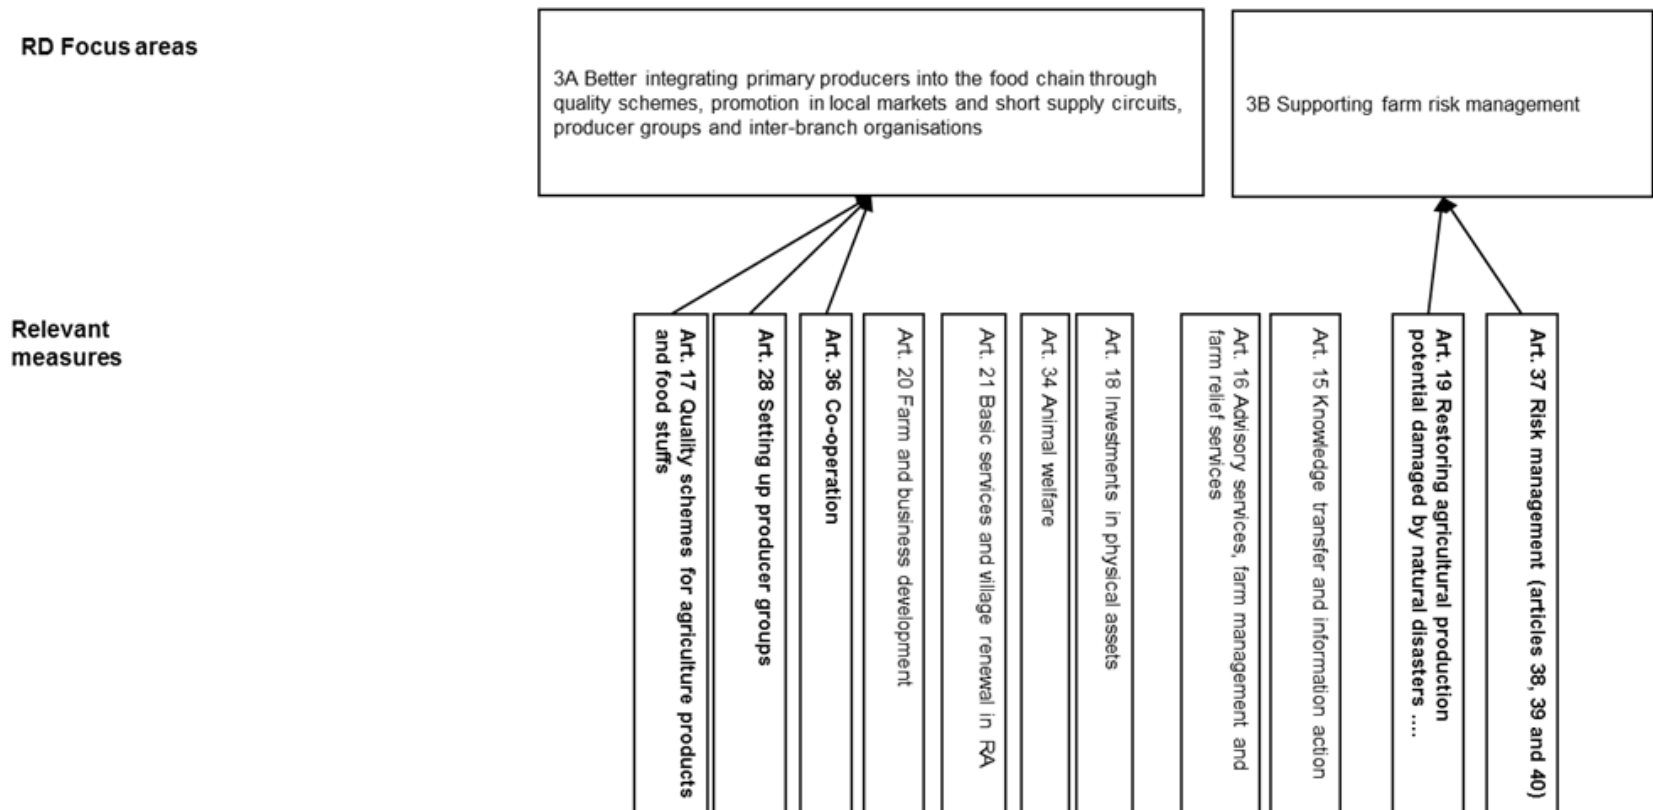 RD Focus areas
3A Better integrating primary producers into the food chain through
quality schemes, promotion in local markets and short supply circuits,
producer groups and inter-branch organisations
3B Supporting farm risk management
Relevant
measures
Art. 17 Quality schemes for agriculture products
and food stuffs
Art. 28 Setting up producer groups
Art. 36 Co-operation
Art. 20 Farm and business development
Art. 21 Basic services and village renewal in RA
Art. 34 Animal welfare
Art. 18 Investments in physical assets
Art. 16 Advisory services, farm management and
farm relief services
Art. 15 Knowledge transfer and information action
Art. 19 Restoring agricultural production
potential damaged by natural disasters ....
Art. 37 Risk management (articles 38, 39 and 40)